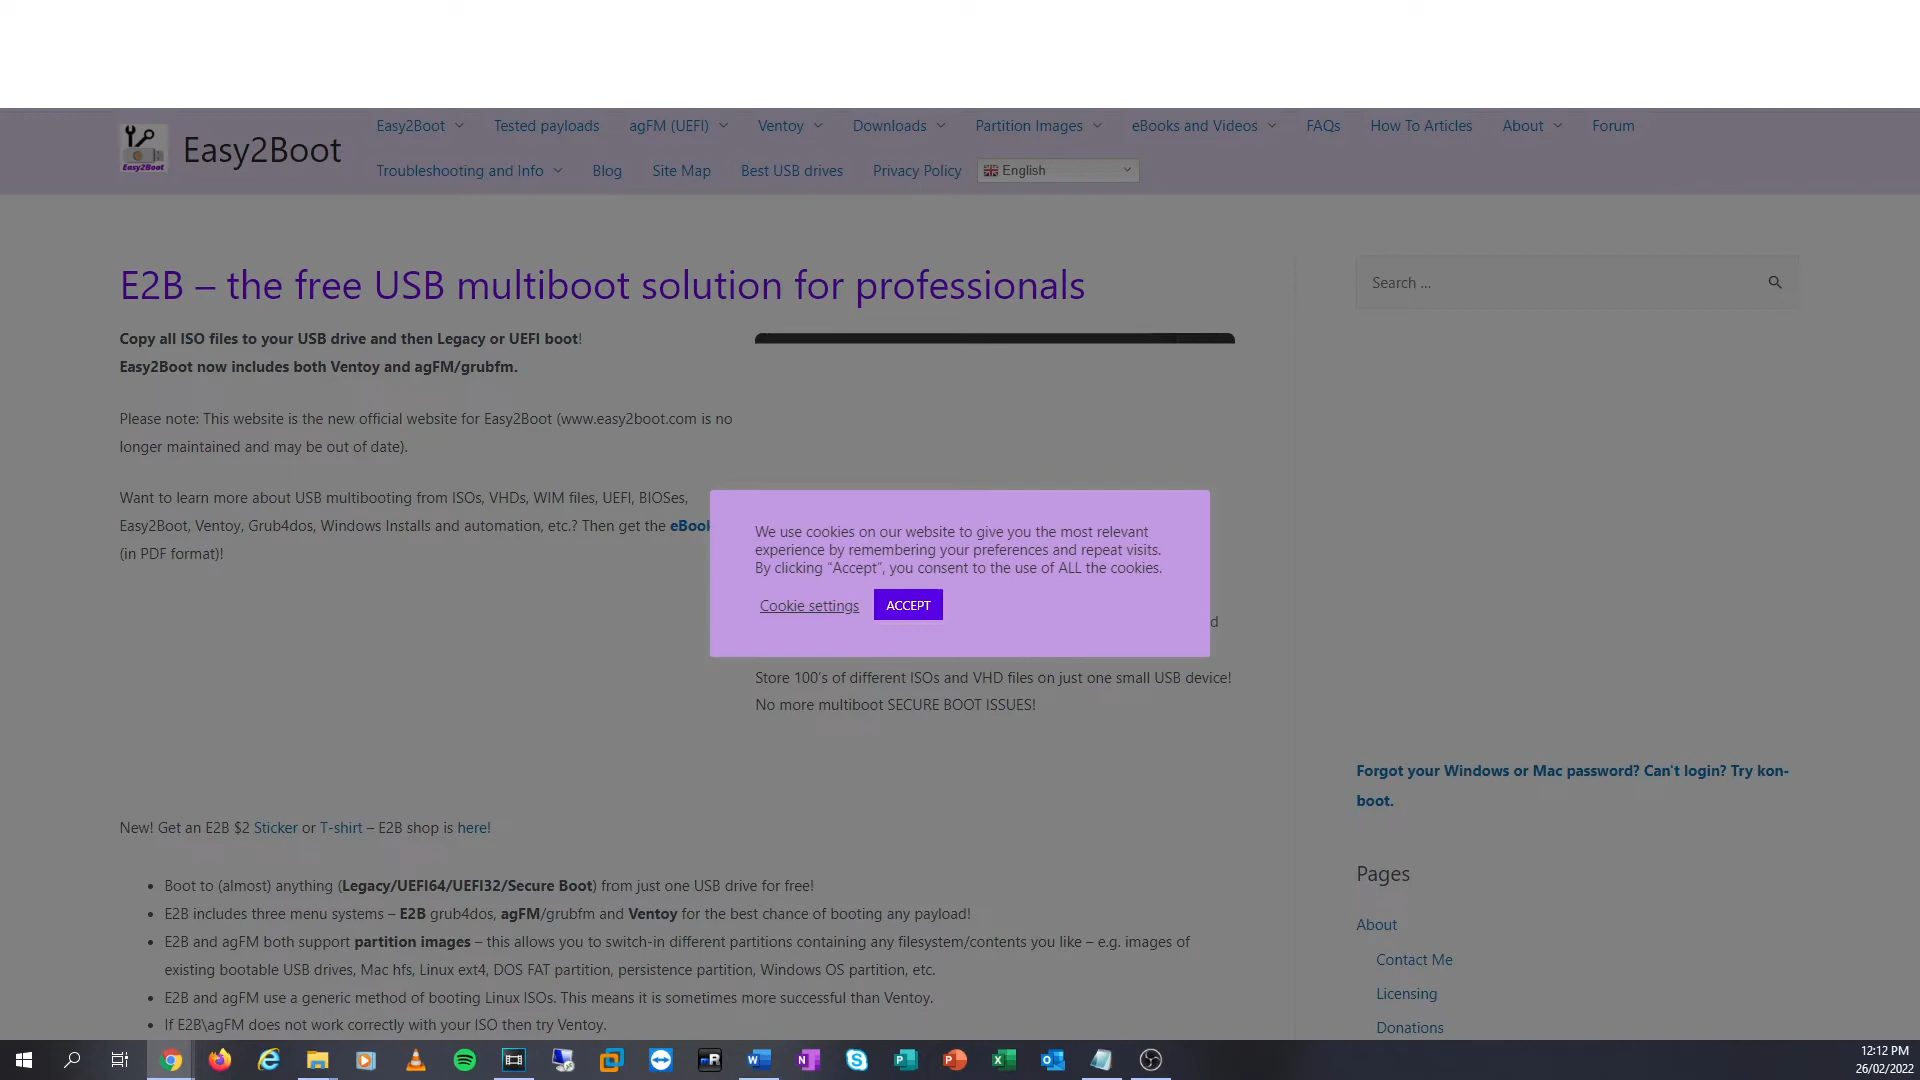 Easy2Boot
Easy2Boot
Easy2Boot Tested payloads agFM (UEFI) Ventoy Downloads Partition Images eBooks and Videos FAQs How To Articles About Forum
Troubleshooting and Info Blog Site Map Best USB drives Privacy Policy English
E2B – the free USB multiboot solution for professionals
Search ...
Copy all ISO files to your USB drive and then Legacy or UEFI boot!
Easy2Boot now includes both Ventoy and agFM/grubfm.
Please note: This website is the new official website for Easy2Boot (www.easy2boot.com is no
longer maintained and may be out of date).
Want to learn more about USB multibooting from ISOs, VHDs, WIM files, UEFI, BIOSes,
Easy2Boot, Ventoy, Grub4dos, Windows Installs and automation, etc.? Then get the eBook
(in PDF format)!
We use cookies on our website to give you the most relevant
experience by remembering your preferences and repeat visits.
By clicking “Accept”, you consent to the use of ALL the cookies.
Cookie settings ACCEPT
d
Store 100’s of different ISOs and VHD files on just one small USB device!
No more multiboot SECURE BOOT ISSUES!
Forgot your Windows or Mac password? Can't login? Try kon-
boot.
New! Get an E2B $2 Sticker or T-shirt – E2B shop is here!
Pages
Boot to (almost) anything (Legacy/UEFI64/UEFI32/Secure Boot) from just one USB drive for free!
E2B includes three menu systems – E2B grub4dos, agFM/grubfm and Ventoy for the best chance of booting any payload!
E2B and agFM both support partition images – this allows you to switch-in different partitions containing any filesystem/contents you like – e.g. images of
existing bootable USB drives, Mac hfs, Linux ext4, DOS FAT partition, persistence partition, Windows OS partition, etc.
E2B and agFM use a generic method of booting Linux ISOs. This means it is sometimes more successful than Ventoy.
If E2B\agFM does not work correctly with your ISO then try Ventoy.
About
Contact Me
Licensing
Donations
12:12 PM
26/02/2022